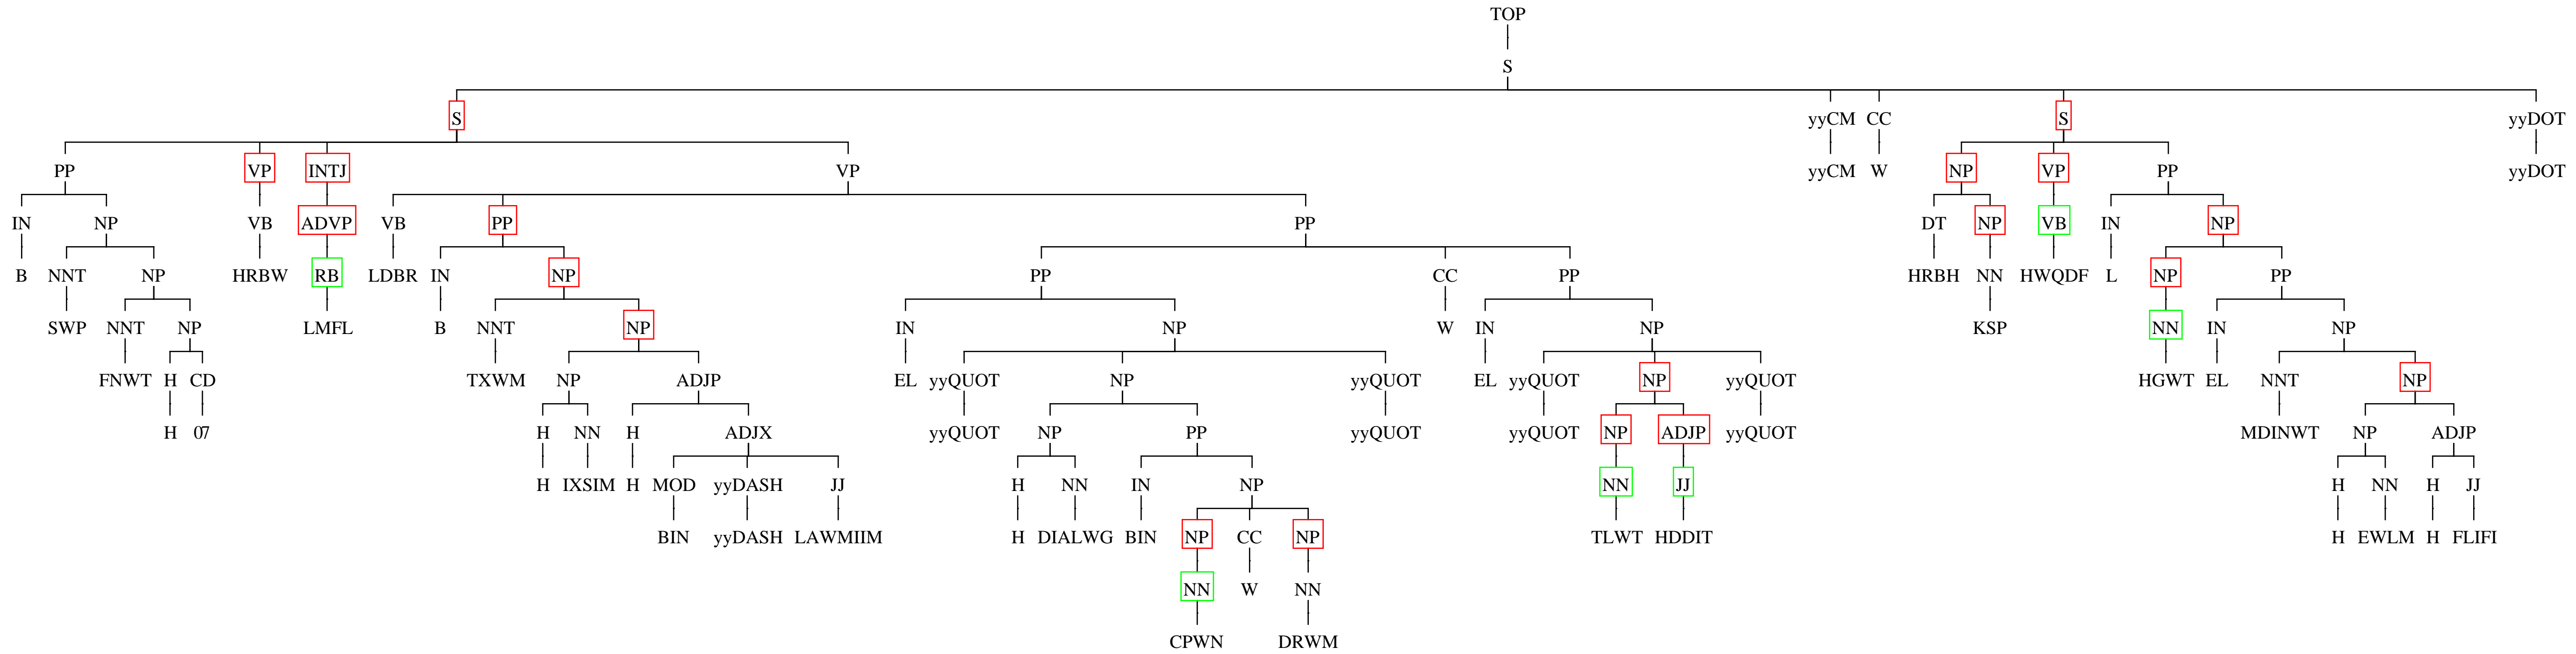 TOP
S
S yyCM CC S yyDOT
PP VP INTJ VP yyCM W NP VP PP yyDOT
IN NP VB ADVP VB PP PP DT NP VB IN NP
B NNT NP HRBW RB LDBR IN NP PP CC PP HRBH NN HWQDF L NP PP
SWP NNT NP LMFL B NNT NP IN NP W IN NP KSP NN IN NP
FNWT H CD TXWM NP ADJP EL yyQUOT NP yyQUOT EL yyQUOT NP yyQUOT HGWT EL NNT NP
H 07 H NN H ADJX yyQUOT NP PP yyQUOT yyQUOT NP ADJP yyQUOT MDINWT NP ADJP
H IXSIM H MOD yyDASH JJ H NN IN NP NN JJ H NN H JJ
BIN yyDASH LAWMIIM H DIALWG BIN NP CC NP TLWT HDDIT H EWLM H FLIFI
NN W NN
CPWN DRWM